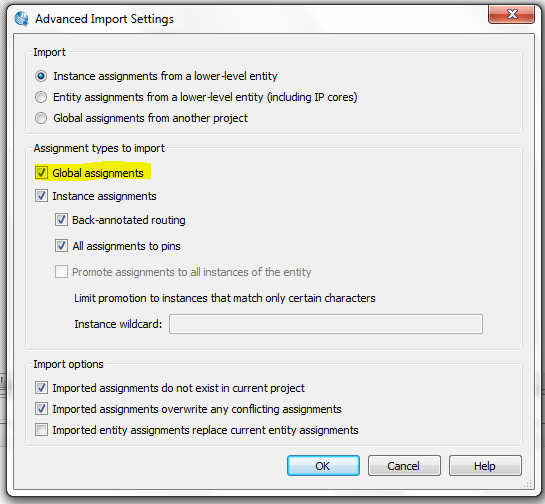 Advanced Import Settings
Import
Instance assignments from a lower-level entity
Entity assignments from a lower-level entity (including IP cores)
Global assignments from another project
Assignment types to import
Global assignments
Instance assignments
Back-annotated routing
All assignments to pins
Promote assignments to all instances of the entity
Limit promotion to instances that match only certain characters
Instance wildcard:
Import options
Imported assignments do not exist in current project
Imported assignments overwrite any conflicting assignments
Imported entity assignments replace current entity assignments
OK Cancel Help